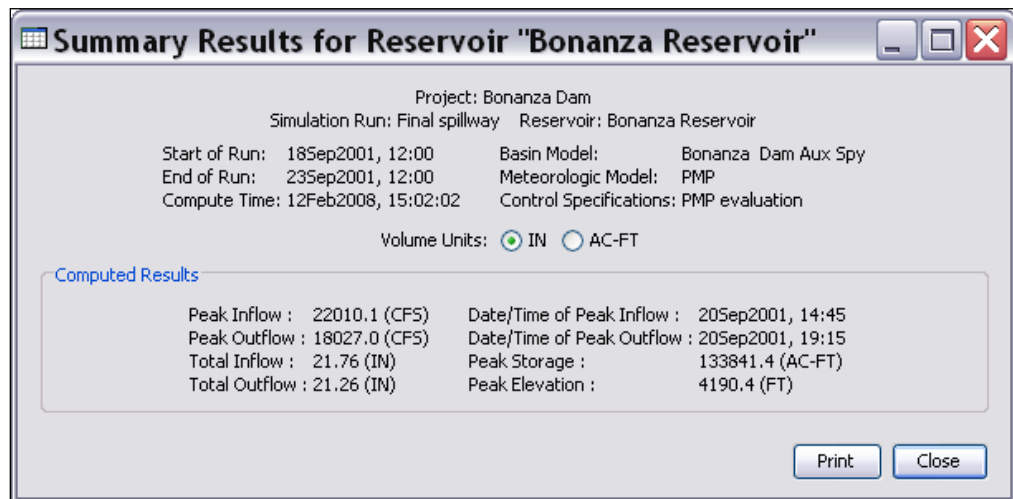 Summary Results for Reservoir "Bonanza Reservoir"
Project: Bonanza Dam
Simulation Run: Final spillway Reservoir: Bonanza Reservoir
Start of Run: 18Sep2001, 12:00 Basin Model: Bonanza Dam Aux Spy
End of Run: 23Sep2001, 12:00 Meteorologic Model: PMP
Compute Time: 12Feb2008, 15:02:02 Control Specifications: PMP evaluation
Volume Units: IN AC-FT
Computed Results
Peak Inflow : 22010.1 (CFS) Date/Time of Peak Inflow : 20Sep2001, 14:45
Peak Outflow : 18027.0 (CFS) Date/Time of Peak Outflow : 20Sep2001, 19:15
Total Inflow : 21.76 (IN) Peak Storage : 133841.4 (AC-FT)
Total Outflow : 21.26 (IN) Peak Elevation : 4190.4 (FT)
Print Close